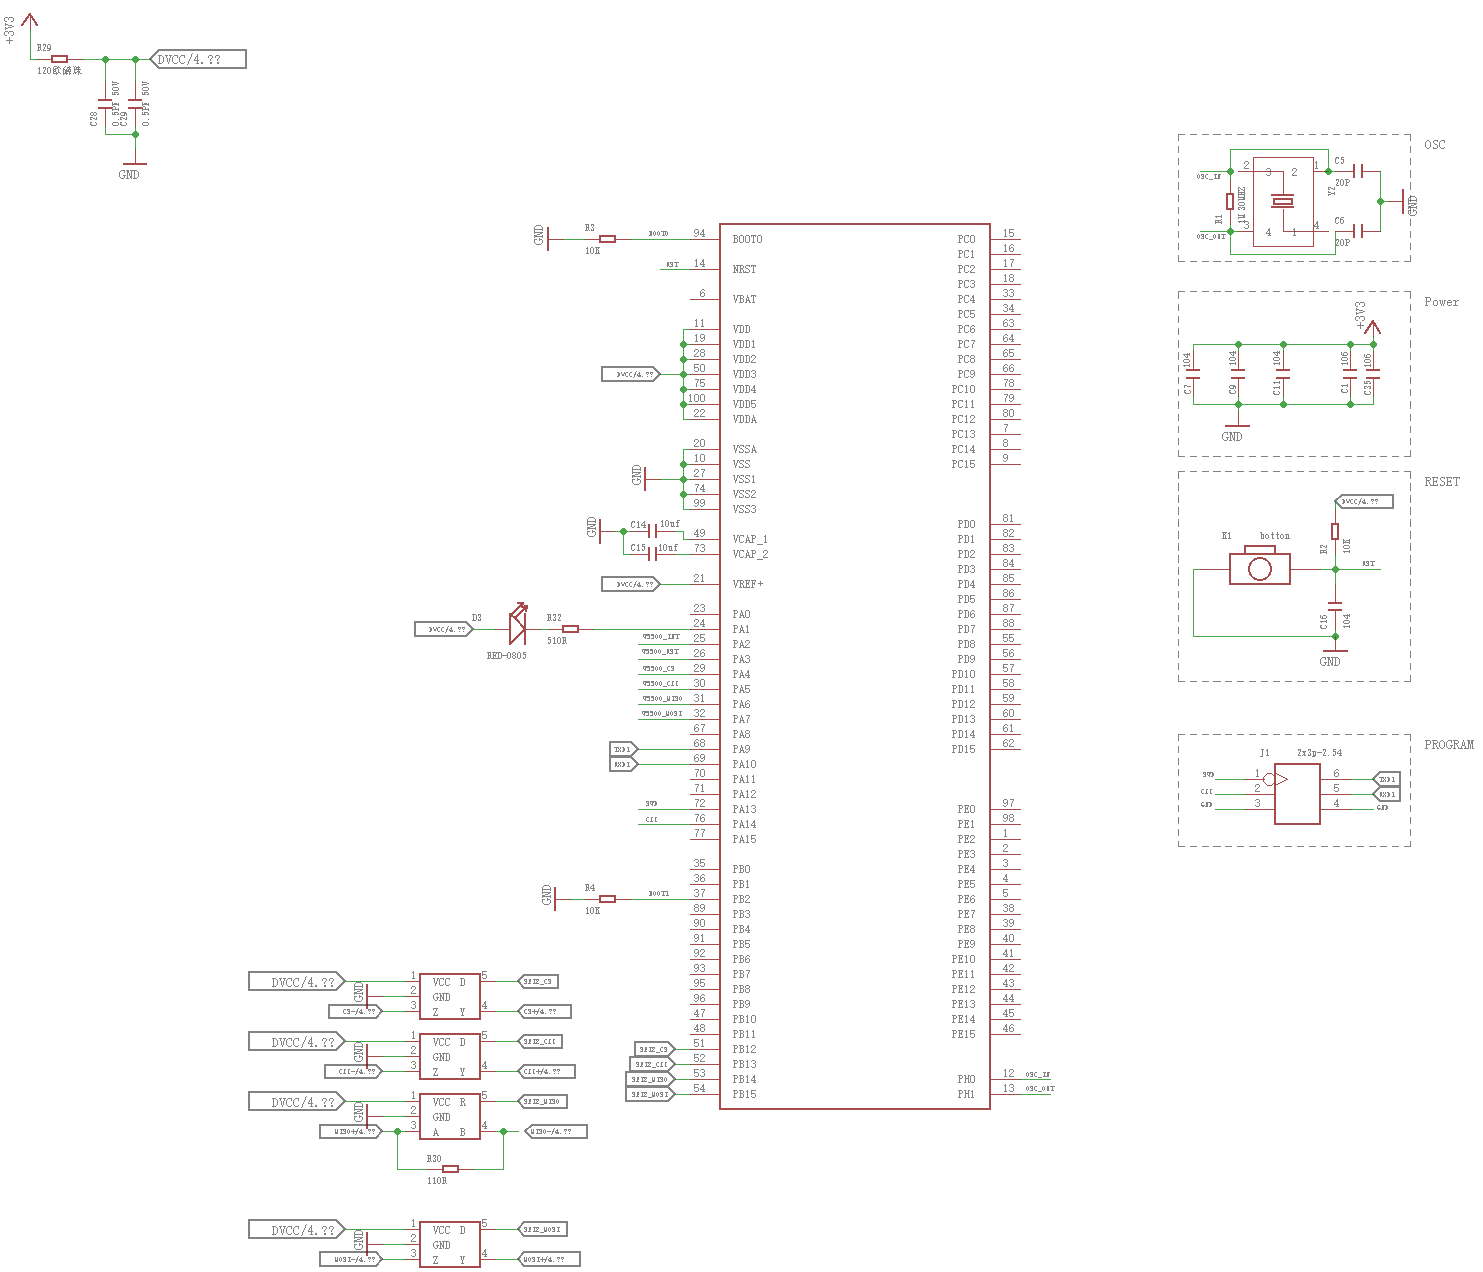 +3V3
R29
DVCC/4.??
C28
0.5PF 50V
C29
0.5PF 50V
GND
OSC
OSC_IN
OSC_OUT
R1
1M
30MHZ
2
3
3
4
2
1
1
4
Y2
C5
20P
C6
20P
GND
Power
+3V3
C7
104
C9
104
C11
104
C1
106
C35
106
GND
RESET
DVCC/4.??
K1
botton
R2
10K
RST
C16
104
GND
PROGRAM
J1
2x3p-2.54
SWD
1
6
TXD1
CLK
2
5
RXD1
GND
3
4
GND
GND
R3
10K
BOOT0
94
BOOT0
RST
14
NRST
6
VBAT
11
VDD
19
VDD1
28
VDD2
DVCC/4.??
50
VDD3
75
VDD4
100
VDD5
22
VDDA
20
VSSA
10
VSS
GND
27
VSS1
74
VSS2
99
VSS3
GND
C14
10uf
49
VCAP_1
C15
10uf
73
VCAP_2
DVCC/4.??
21
VREF+
23
PA0
DVCC/4.??
D3
RED-0805
R32
510R
24
PA1
W5500_INT
25
PA2
W5500_RST
26
PA3
W5500_CS
29
PA4
W5500_CLK
30
PA5
W5500_MISO
31
PA6
W5500_MOSI
32
PA7
67
PA8
TXD1
68
PA9
RXD1
69
PA10
70
PA11
71
PA12
SWD
72
PA13
CLK
76
PA14
77
PA15
35
PB0
36
PB1
GND
R4
10K
BOOT1
37
PB2
89
PB3
90
PB4
91
PB5
92
PB6
93
PB7
95
PB8
96
PB9
47
PB10
48
PB11
SPI2_CS
51
PB12
SPI2_CLK
52
PB13
SPI2_MISO
53
PB14
SPI2_MOSI
54
PB15
PC0
15
PC1
16
PC2
17
PC3
18
PC4
33
PC5
34
PC6
63
PC7
64
PC8
65
PC9
66
PC10
78
PC11
79
PC12
80
PC13
7
PC14
8
PC15
9
PD0
81
PD1
82
PD2
83
PD3
84
PD4
85
PD5
86
PD6
87
PD7
88
PD8
55
PD9
56
PD10
57
PD11
58
PD12
59
PD13
60
PD14
61
PD15
62
PE0
97
PE1
98
PE2
1
PE3
2
PE4
3
PE5
4
PE6
5
PE7
38
PE8
39
PE9
40
PE10
41
PE11
42
PE12
43
PE13
44
PE14
45
PE15
46
PH0
12
OSC_IN
PH1
13
OSC_OUT
DVCC/4.??
1
VCC D
5
SPI2_CS
GND
2
GND
CS-/4.??
3
Z Y
4
CS+/4.??
DVCC/4.??
1
VCC D
5
SPI2_CLK
GND
2
GND
CLK-/4.??
3
Z Y
4
CLK+/4.??
DVCC/4.??
1
VCC R
5
SPI2_MISO
GND
2
GND
MISO+/4.??
3
A B
4
MISO-/4.??
R30
110R
DVCC/4.??
1
VCC D
5
SPI2_MOSI
GND
2
GND
MOSI-/4.??
3
Z Y
4
MOSI+/4.??